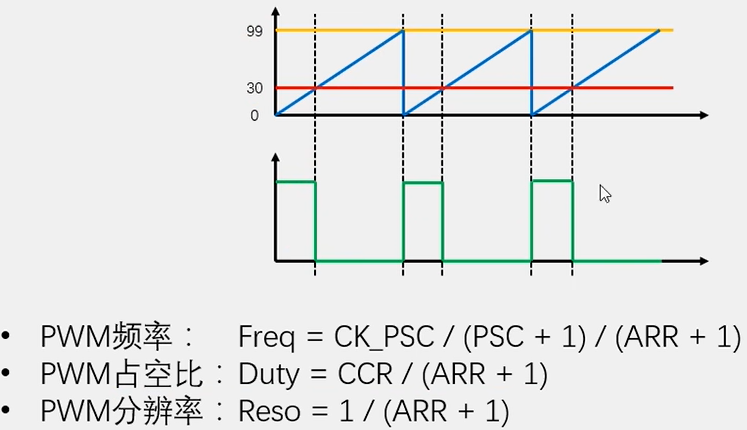 99
30
0
• PWM频率： Freq = CK_PSC / (PSC + 1) / (ARR + 1)
• PWM占空比：Duty = CCR / (ARR + 1)
• PWM分辨率：Reso = 1 / (ARR + 1)